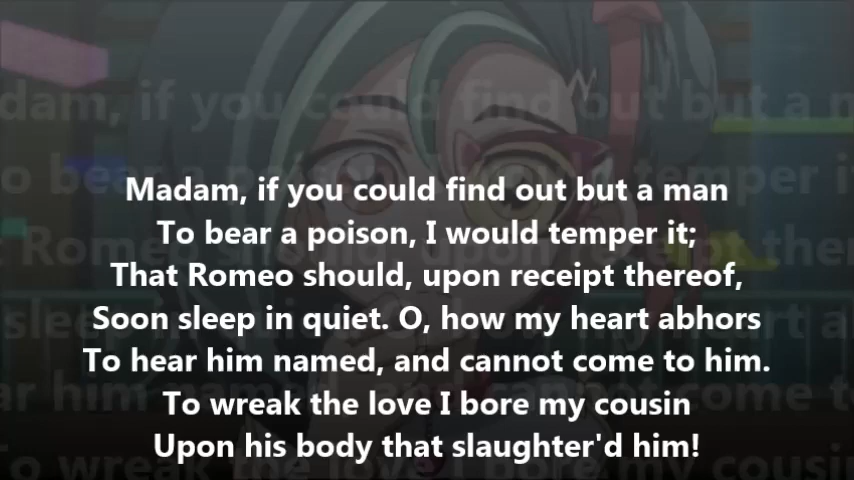 Madam, if you could find out but a man
To bear a poison, I would temper it;
That Romeo should, upon receipt thereof,
Soon sleep in quiet. O, how my heart abhors
To hear him named, and cannot come to him.
To wreak the love I bore my cousin
Upon his body that slaughter'd him!